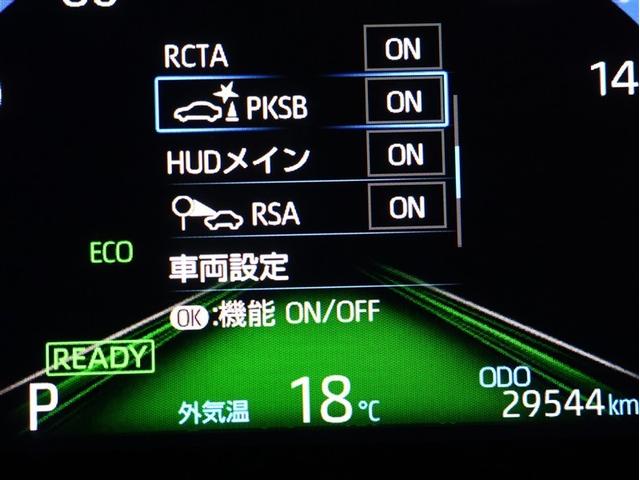 RCTA ON
PKSB ON
HUDメイン ON
RSA ON
車両設定
ECO
OK:機能 ON/OFF
READY
P
外気温 18℃
ODO
29544km
14